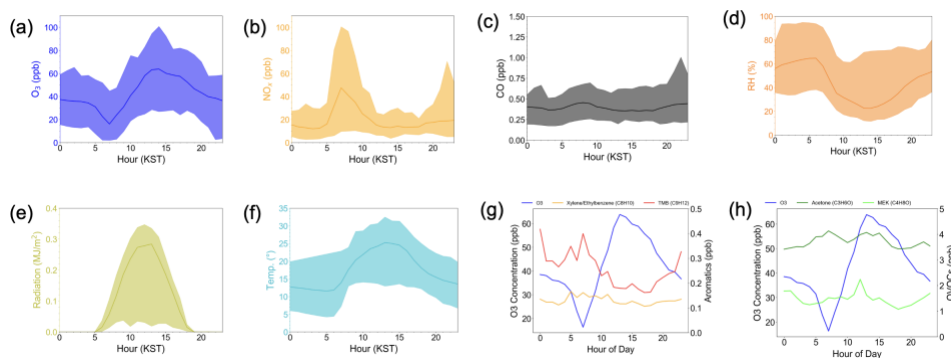 (a)
O₃ (ppb)
100
80
60
40
20
0
0 5 10 15 20
Hour (KST)
(b)
NOₓ (ppb)
100
80
60
40
20
0
0 5 10 15 20
Hour (KST)
(c)
CO (ppb)
1.50
1.25
1.00
0.75
0.50
0.25
0.00
0 5 10 15 20
Hour (KST)
(d)
RH (%)
100
80
60
40
20
0
0 5 10 15 20
Hour (KST)
(e)
Radiation (MJ/m²)
0.4
0.3
0.2
0.1
0.0
0 5 10 15 20
Hour (KST)
(f)
Temp. (°)
35
30
25
20
15
10
5
0
0 5 10 15 20
Hour (KST)
(g)
O3 Xylene/Ethylbenzene (C8H10) TMB (C9H12)
O3 Concentration (ppb)
60
50
40
30
20
Aromatics (ppb)
0.5
0.4
0.3
0.2
0.1
0.0
0 5 10 15 20
Hour of Day
(h)
O3 Acetone (C3H6O) MEK (C4H8O)
O3 Concentration (ppb)
60
50
40
30
20
OVOCs (ppb)
5
4
3
2
1
0
0 5 10 15 20
Hour of Day